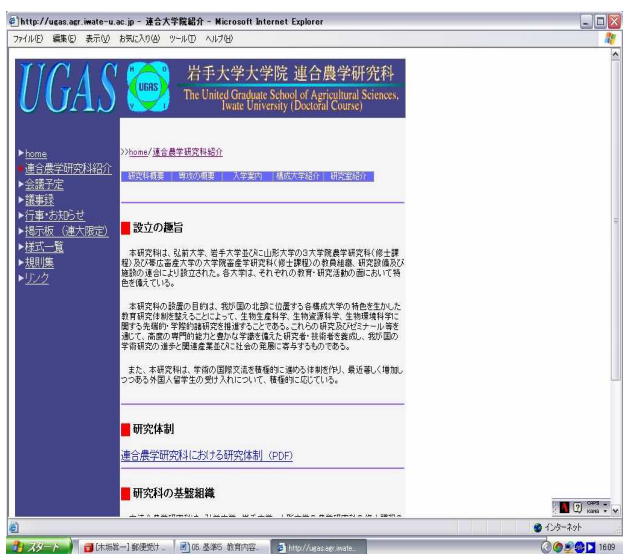 http://ugas.agr.iwate-u.ac.jp - 連合大学院紹介 - Microsoft Internet Explorer
ファイル(F) 編集(E) 表示(V) お気に入り(A) ツール(T) ヘルプ(H)
UGAS
UGAS
岩手大学大学院 連合農学研究科
The United Graduate School of Agricultural Sciences,
Iwate University (Doctoral Course)
home
連合農学研究科紹介
会議予定
議事録
行事・お知らせ
掲示板 (連大限定)
様式一覧
規則集
リンク
>>home/連合農学研究科紹介
研究科概要 | 専攻の概要 | 入学案内 | 構成大学紹介 | 研究室紹介
設立の趣旨
本研究科は、弘前大学、岩手大学並びに山形大学の3大学院農学研究科(修士課
程)及び帯広畜産大学の大学院畜産学研究科(修士課程)の教員組織、研究設備及び
施設の連合により設立された。各大学は、それぞれの教育・研究活動の面において特
色を備えている。
本研究科の設置の目的は、我が国の北部に位置する各構成大学の特色を生かした
教育研究体制を整えることによって、生物生産科学、生物資源科学、生物環境科学に
関する先端的・学際的諸研究を推進することである。これらの研究及びゼミナール等を
通じて、高度の専門的能力と豊かな学識を備えた研究者・技術者を養成し、我が国の
学術研究の進歩と関連産業並びに社会の発展に寄与するものである。
また、本研究科は、学術の国際交流を積極的に進める体制を作り、最近著しく増加し
つつある外国人留学生の受け入れについて、積極的に応じている。
研究体制
連合農学研究科における研究体制 (PDF)
研究科の基盤組織
インターネット
スタート
05 基準5 教育内容...
http://ugas.agr.iwate...
CAPS
KANA
16:09